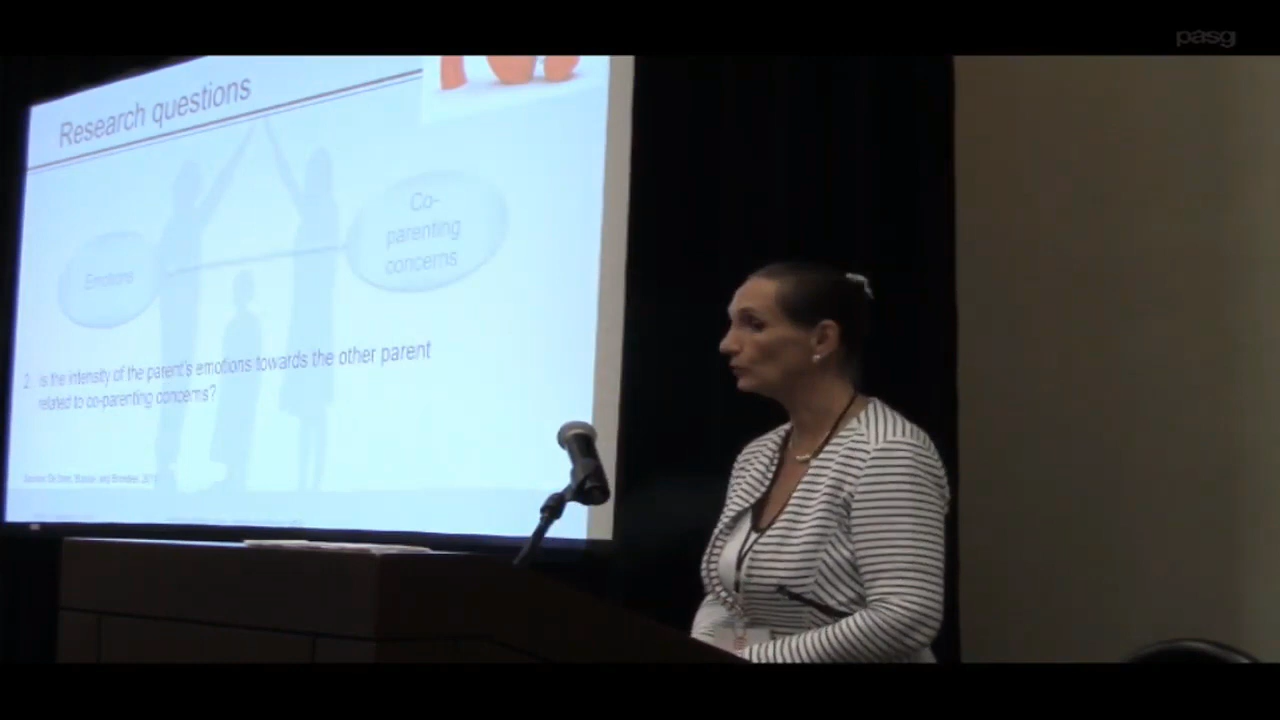 pasg
Research questions
Co-
parenting
concerns
Emotions
2. Is the intensity of the parent's emotions towards the other parent
related to co-parenting concerns?